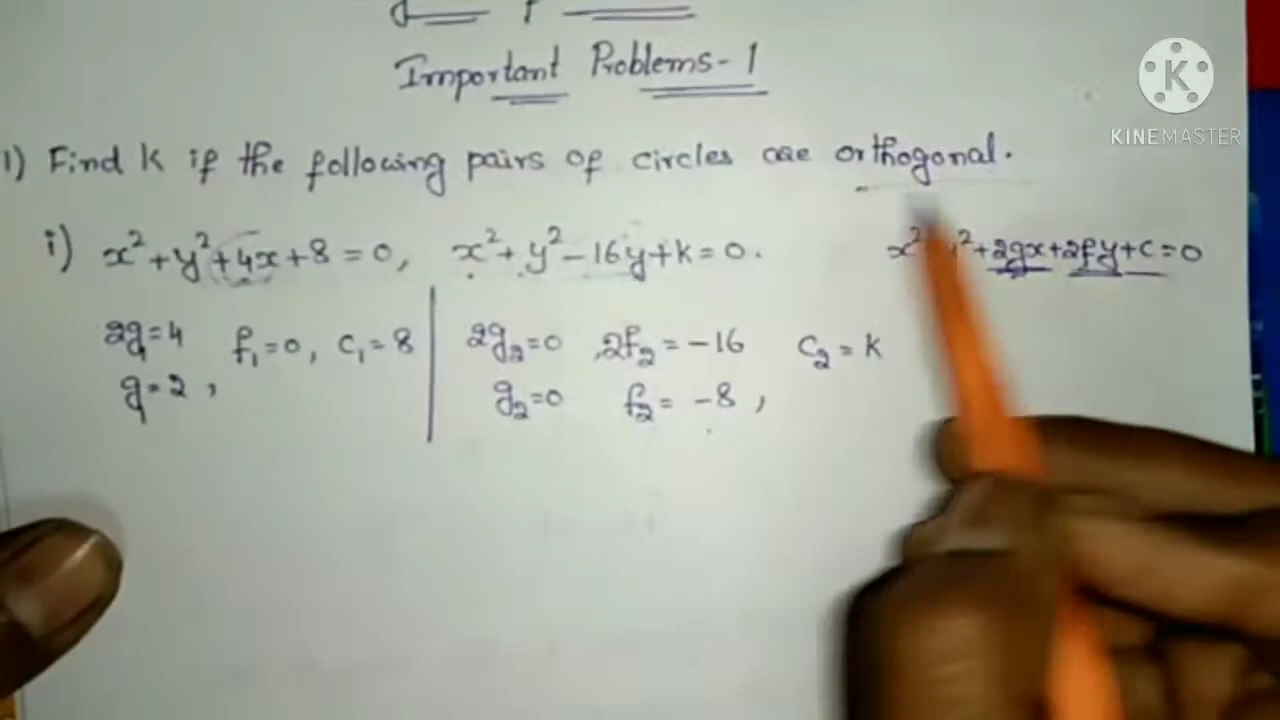 Important Problems-1
KINEMASTER
1) Find k if the following pairs of circles are orthogonal.
i) x²+y²+4x+8=0, x²+y²-16y+k=0. x² y²+2gx+2fy+c=0
2g₁=4 f₁=0, c₁=8 2g₂=0 ,2f₂=-16 c₂=k
g=2, g₂=0 f₂=-8,